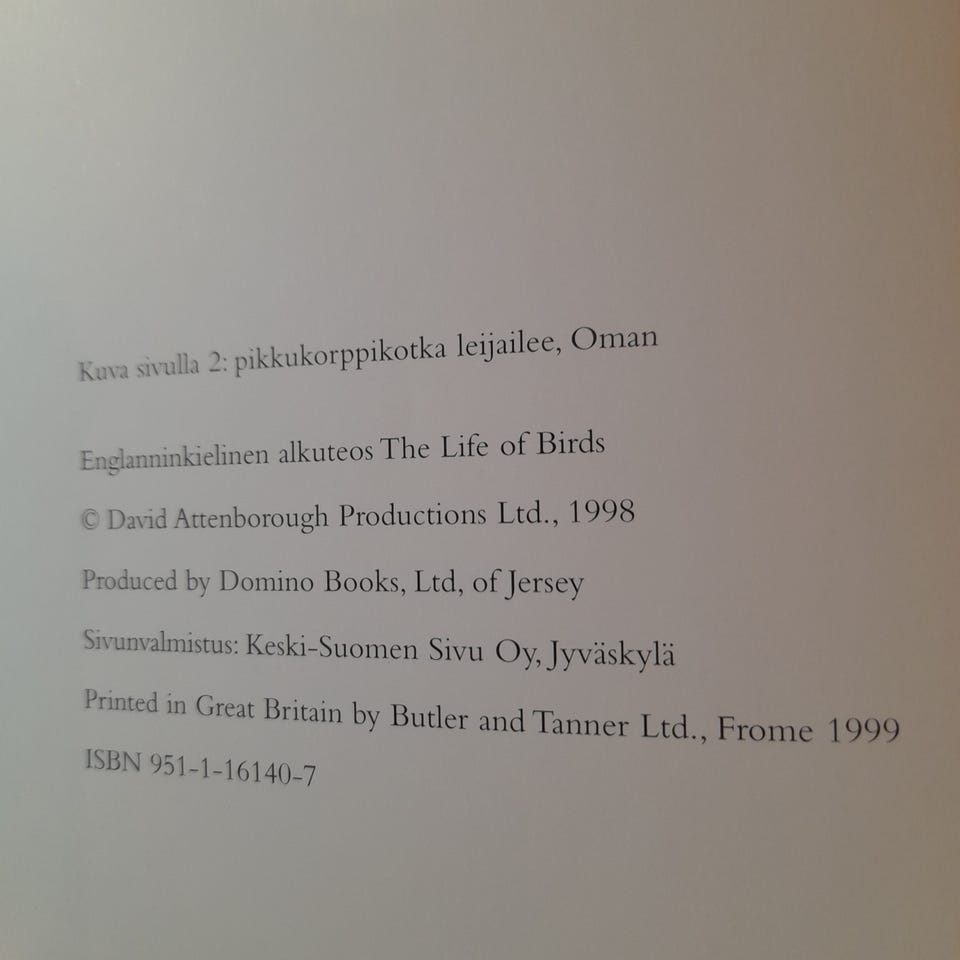 Kuva sivulla 2: pikkukorppikotka leijailee, Oman
Englanninkielinen alkuteos The Life of Birds
© David Attenborough Productions Ltd., 1998
Produced by Domino Books, Ltd, of Jersey
Sivunvalmistus: Keski-Suomen Sivu Oy, Jyväskylä
Printed in Great Britain by Butler and Tanner Ltd., Frome 1999
ISBN 951-1-16140-7